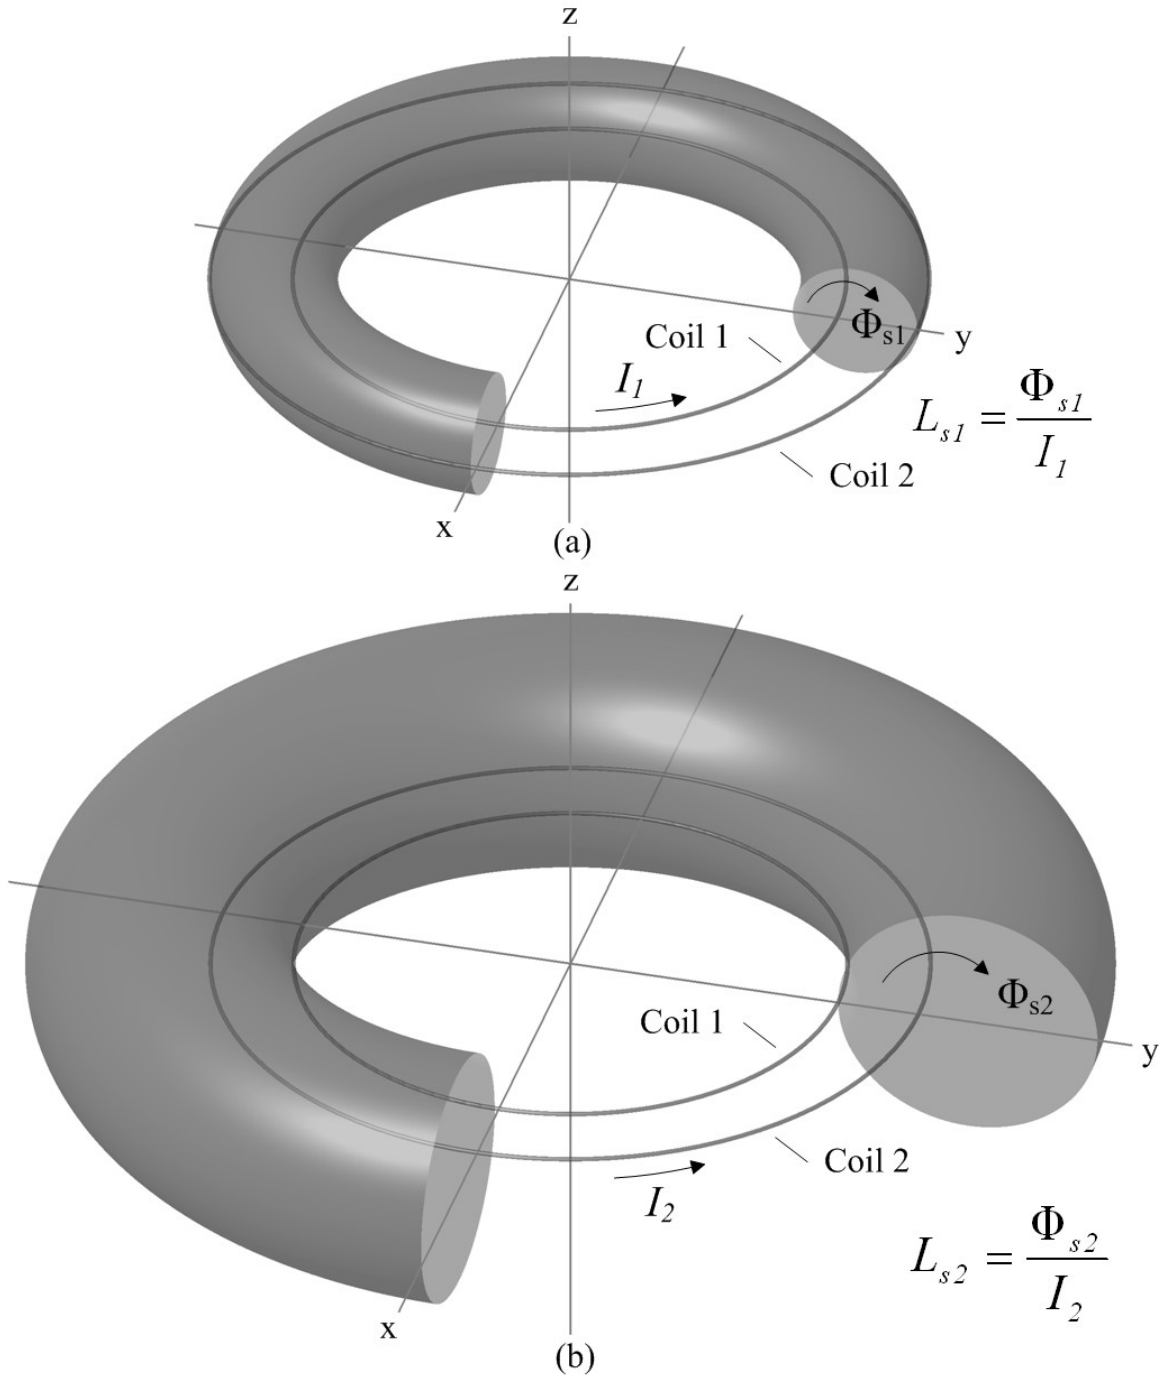 z
Φs1
y
Coil 1
I1
Ls1 = Φs1 / I1
Coil 2
x
(a)
z
Φs2
y
Coil 1
Coil 2
I2
Ls2 = Φs2 / I2
x
(b)